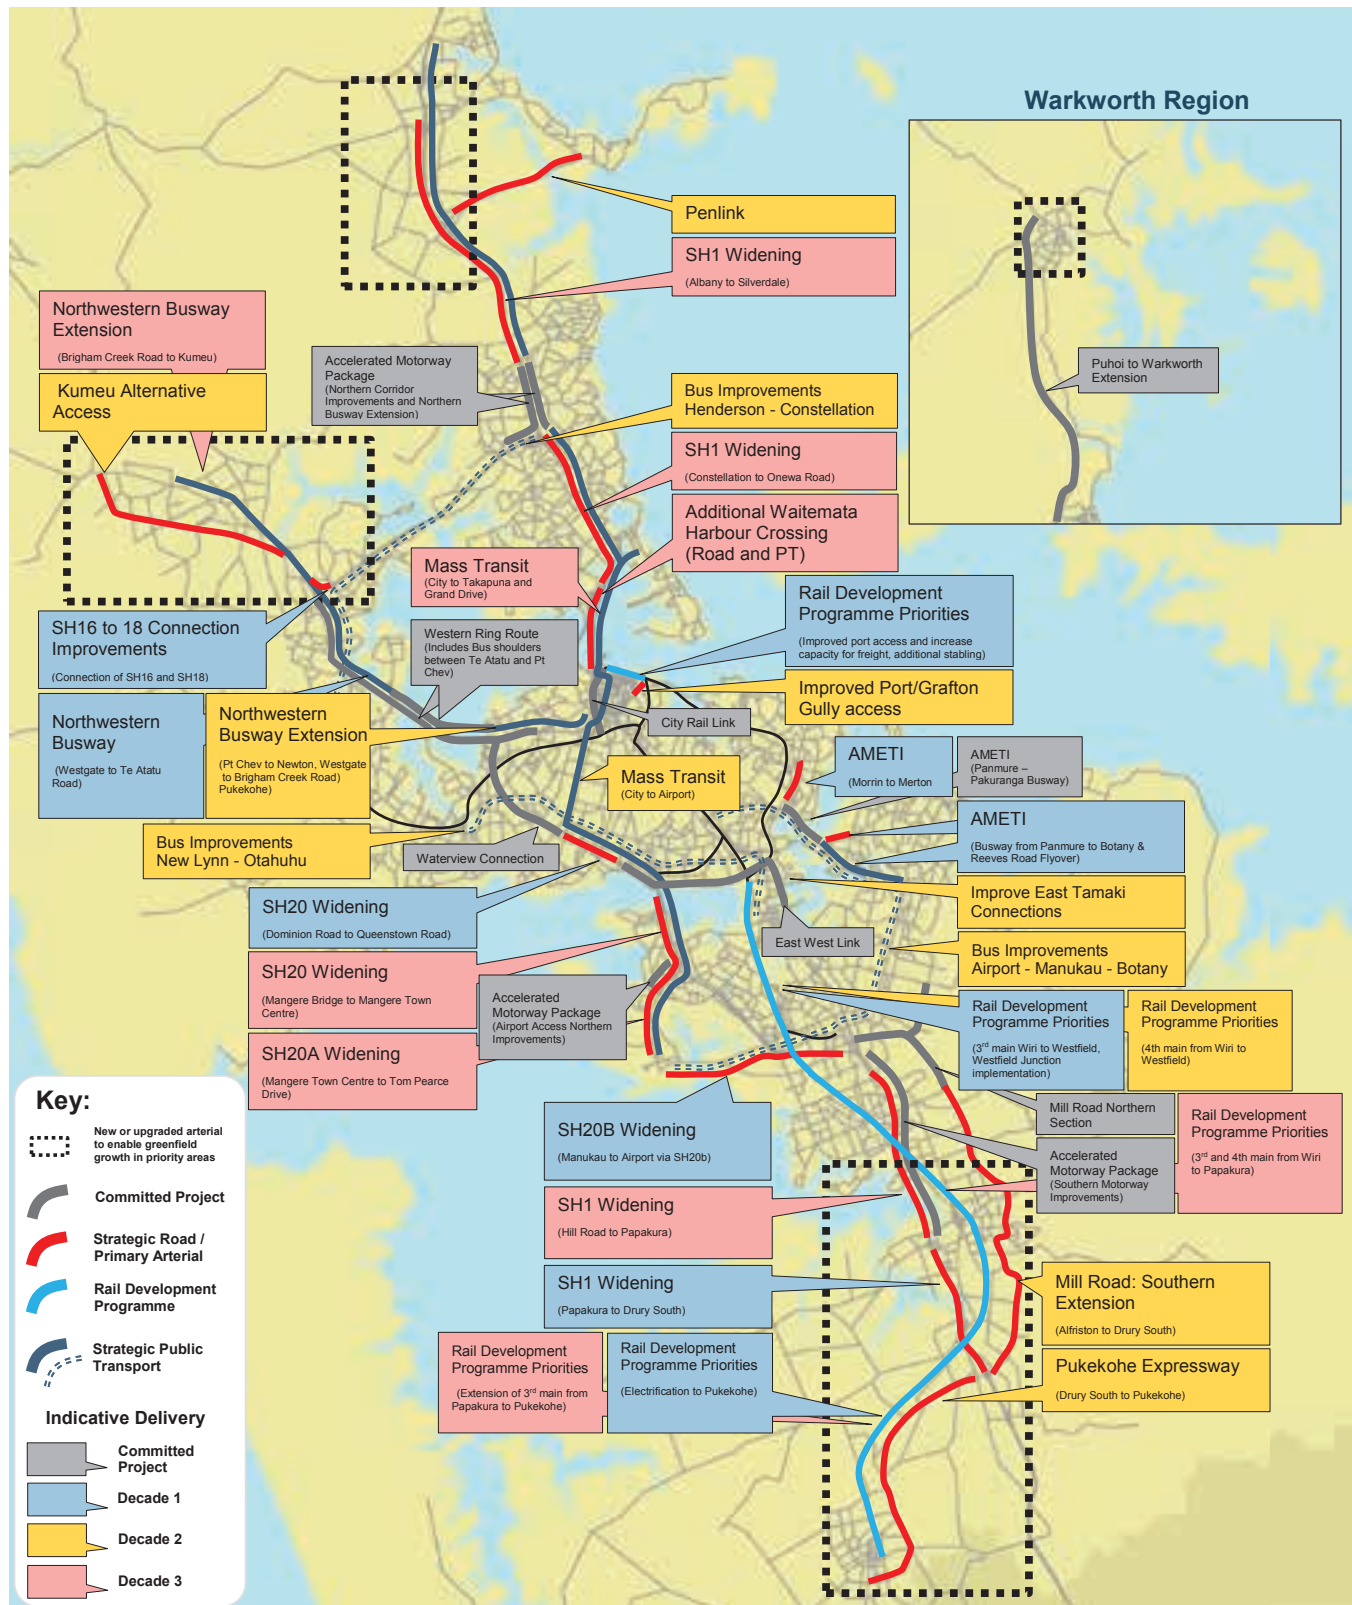 Warkworth Region
Puhoi to Warkworth
Extension
Penlink
SH1 Widening
(Albany to Silverdale)
Northwestern Busway
Extension
(Brigham Creek Road to Kumeu)
Kumeu Alternative
Access
Accelerated Motorway
Package
(Northern Corridor
Improvements and Northern
Busway Extension)
Bus Improvements
Henderson - Constellation
SH1 Widening
(Constellation to Onewa Road)
Additional Waitemata
Harbour Crossing
(Road and PT)
Mass Transit
(City to Takapuna and
Grand Drive)
Rail Development
Programme Priorities
(Improved port access and increase
capacity for freight, additional stabling)
SH16 to 18 Connection
Improvements
(Connection of SH16 and SH18)
Western Ring Route
(Includes Bus shoulders
between Te Atatu and Pt
Chev)
Improved Port/Grafton
Gully access
Northwestern
Busway
(Westgate to Te Atatu
Road)
Northwestern
Busway Extension
(Pt Chev to Newton, Westgate
to Brigham Creek Road)
Pukekohe)
City Rail Link
Mass Transit
(City to Airport)
AMETI
(Morrin to Merton)
AMETI
(Panmure –
Pakuranga Busway)
AMETI
(Busway from Panmure to Botany &
Reeves Road Flyover)
Bus Improvements
New Lynn - Otahuhu
Waterview Connection
Improve East Tamaki
Connections
SH20 Widening
(Dominion Road to Queenstown Road)
East West Link
Bus Improvements
Airport - Manukau - Botany
SH20 Widening
(Mangere Bridge to Mangere Town
Centre)
Accelerated
Motorway Package
(Airport Access Northern
Improvements)
Rail Development
Programme Priorities
(3rd main Wiri to Westfield,
Westfield Junction
implementation)
Rail Development
Programme Priorities
(4th main from Wiri to
Westfield)
SH20A Widening
(Mangere Town Centre to Tom Pearce
Drive)
Mill Road Northern
Section
Rail Development
Programme Priorities
(3rd and 4th main from Wiri
to Papakura)
SH20B Widening
(Manukau to Airport via SH20b)
Accelerated
Motorway Package
(Southern Motorway
Improvements)
SH1 Widening
(Hill Road to Papakura)
SH1 Widening
(Papakura to Drury South)
Mill Road: Southern
Extension
(Alfriston to Drury South)
Rail Development
Programme Priorities
(Extension of 3rd main from
Papakura to Pukekohe)
Rail Development
Programme Priorities
(Electrification to Pukekohe)
Pukekohe Expressway
(Drury South to Pukekohe)
Key:
New or upgraded arterial
to enable greenfield
growth in priority areas
Committed Project
Strategic Road /
Primary Arterial
Rail Development
Programme
Strategic Public
Transport
Indicative Delivery
Committed
Project
Decade 1
Decade 2
Decade 3